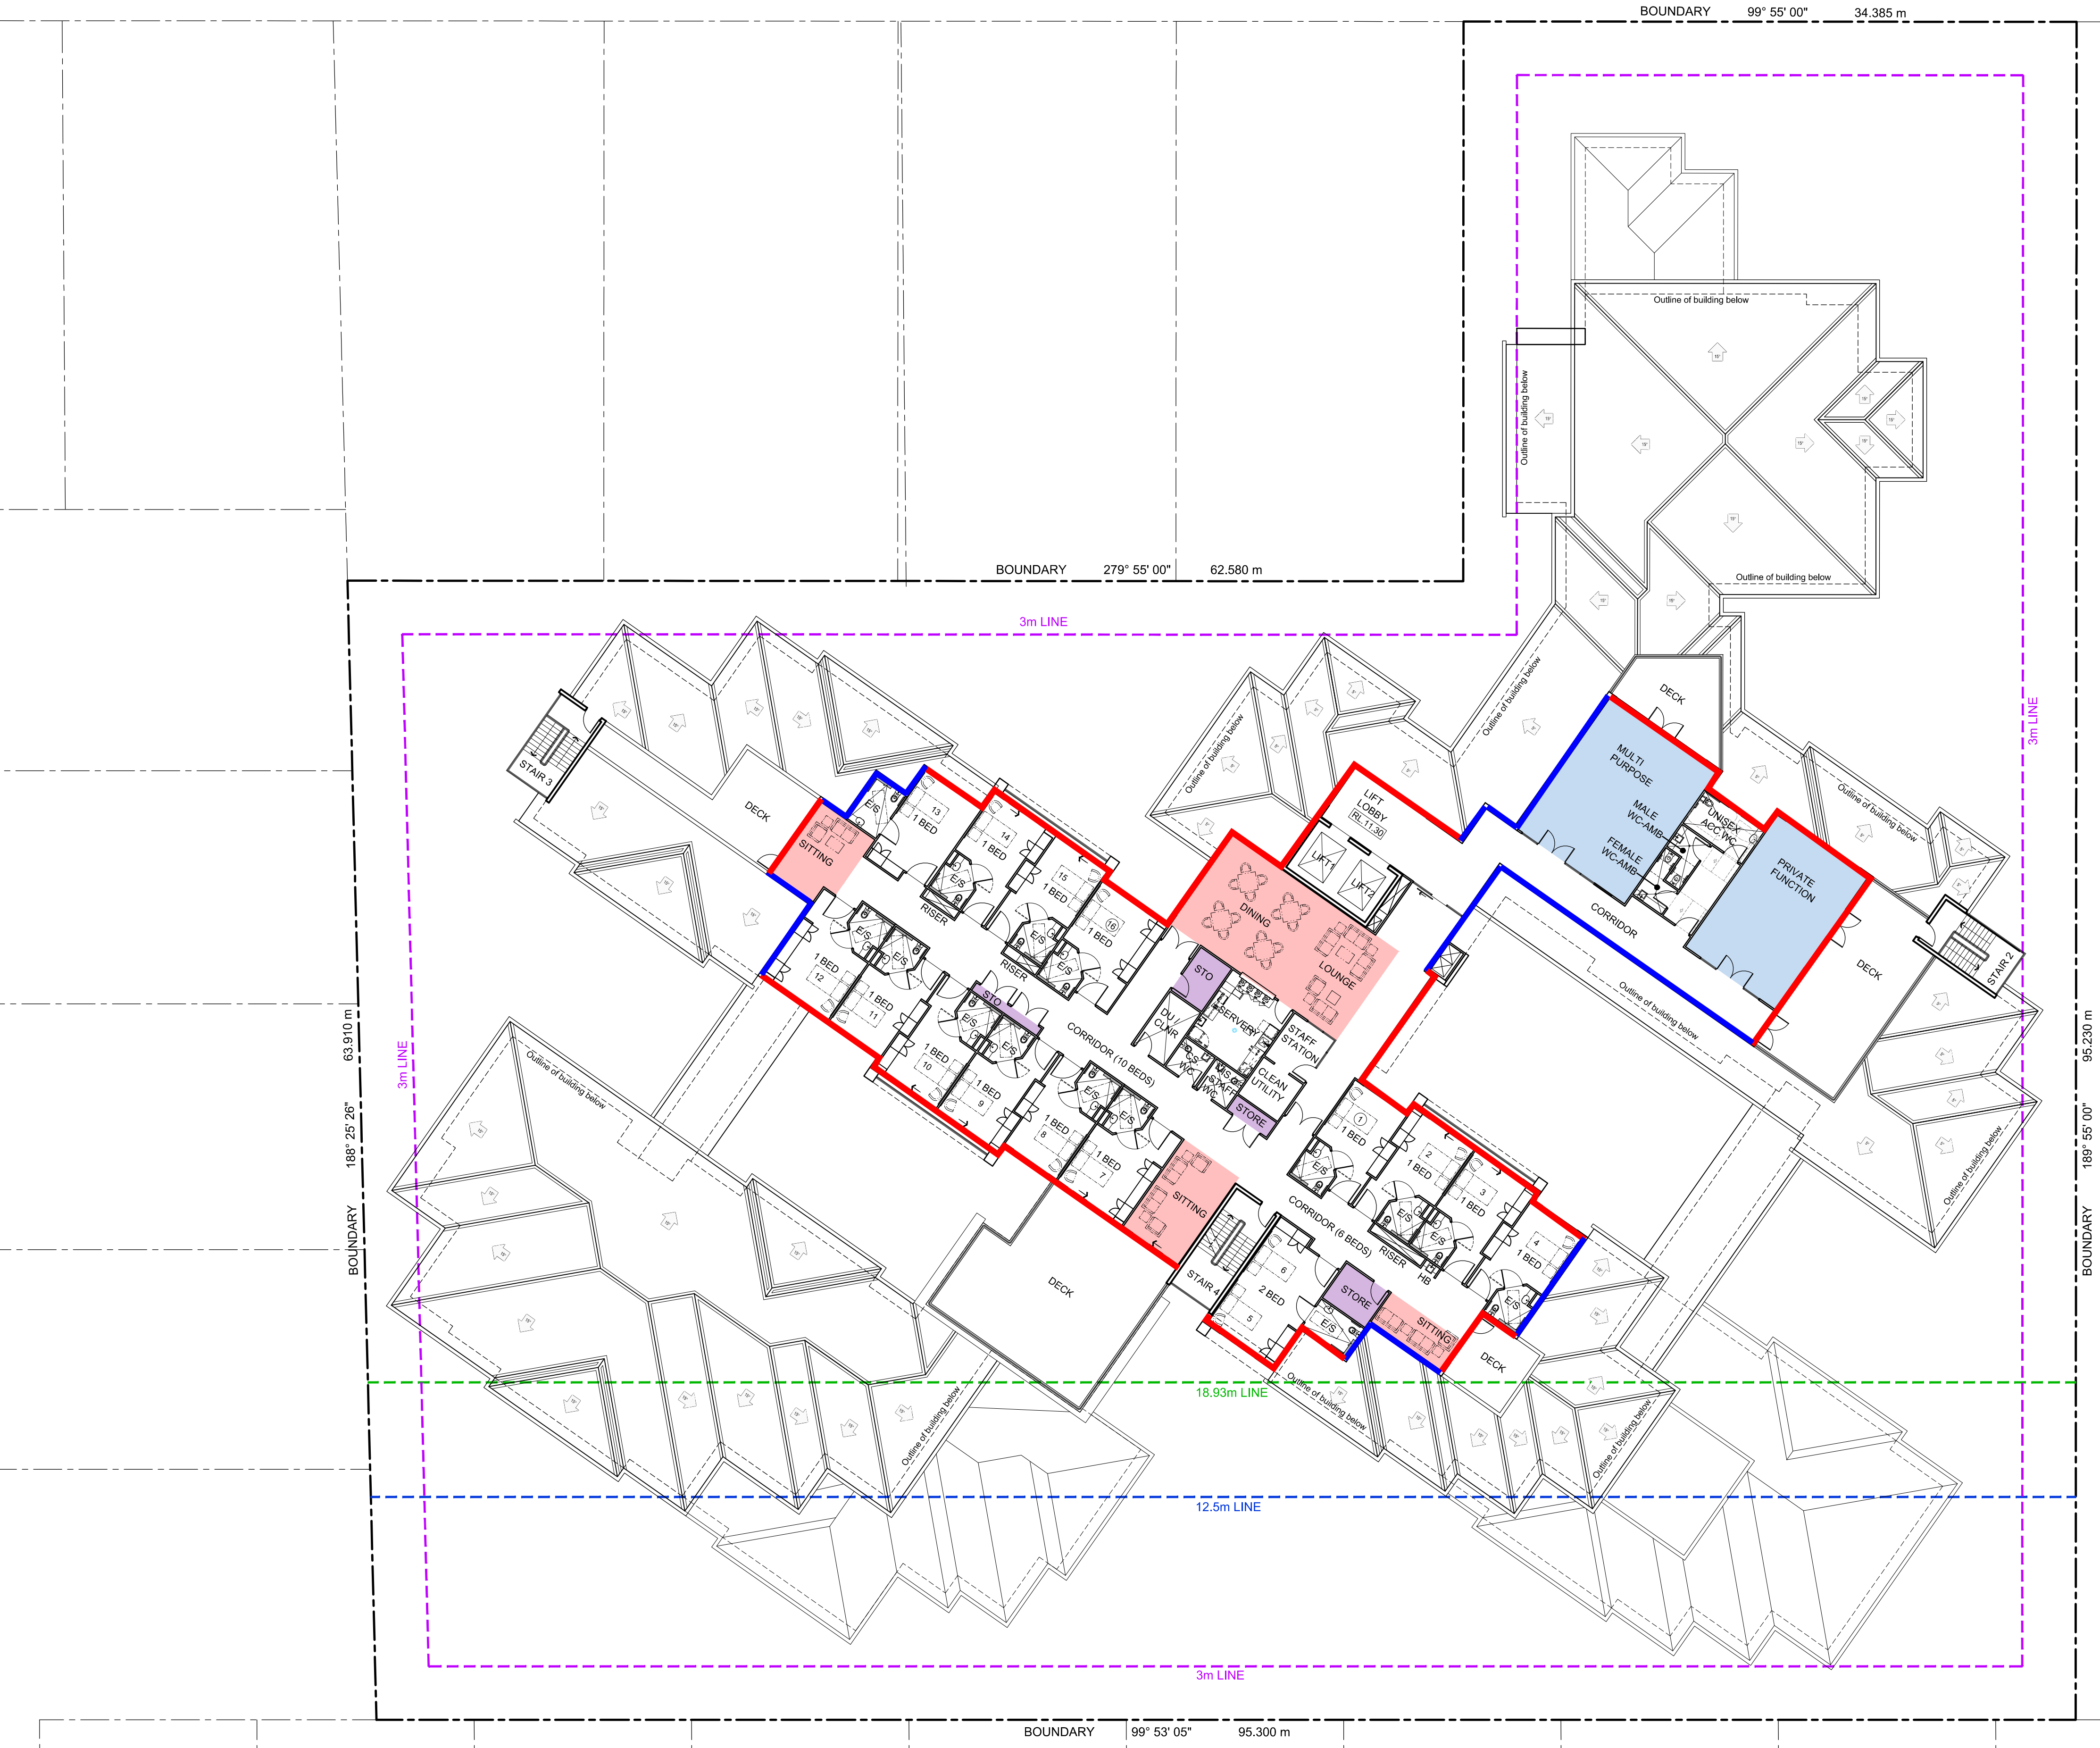 BOUNDARY 99° 55' 00" 34.385 m
Outline of building below
Outline of building below
BOUNDARY 279° 55' 00" 62.580 m
Outline of building below
3m LINE
3m LINE
Outline of building below
Outline of building below
DECK
STAIR 3
DECK
SITTING
E/S
13
1 BED
14
1 BED
15
1 BED
16
1 BED
E/S
E/S
E/S
RISER
RISER
LIFT
LOBBY
RL 11.30
LIFT1
LIFT2
DINING
LOUNGE
MULTI
PURPOSE
MALE
WC-AMB
FEMALE
WC-AMB
UNISEX
ACC.WC
PRIVATE
FUNCTION
CORRIDOR
DECK
STAIR 2
Outline of building below
Outline of building below
Outline of building below
E/S
E/S
1 BED
12
1 BED
11
STO
E/S
E/S
1 BED
10
1 BED
9
CORRIDOR (10 BEDS)
STO
DU
CLNR
SERVERY
STAFF
STATION
CLEAN
UTILITY
STORE
WC
STAFF
WC
E/S
E/S
1 BED
8
1 BED
7
SITTING
1
1 BED
2
1 BED
3
1 BED
4
1 BED
E/S
E/S
E/S
E/S
CORRIDOR (6 BEDS)
RISER
HB
STAIR 4
6
2 BED
5
E/S
STORE
SITTING
DECK
DECK
3m LINE
BOUNDARY 188° 25' 26" 63.910 m
BOUNDARY 189° 55' 00" 95.230 m
Outline of building below
Outline of building below
Outline of building below
Outline of building below
18.93m LINE
12.5m LINE
3m LINE
BOUNDARY 99° 53' 05" 95.300 m